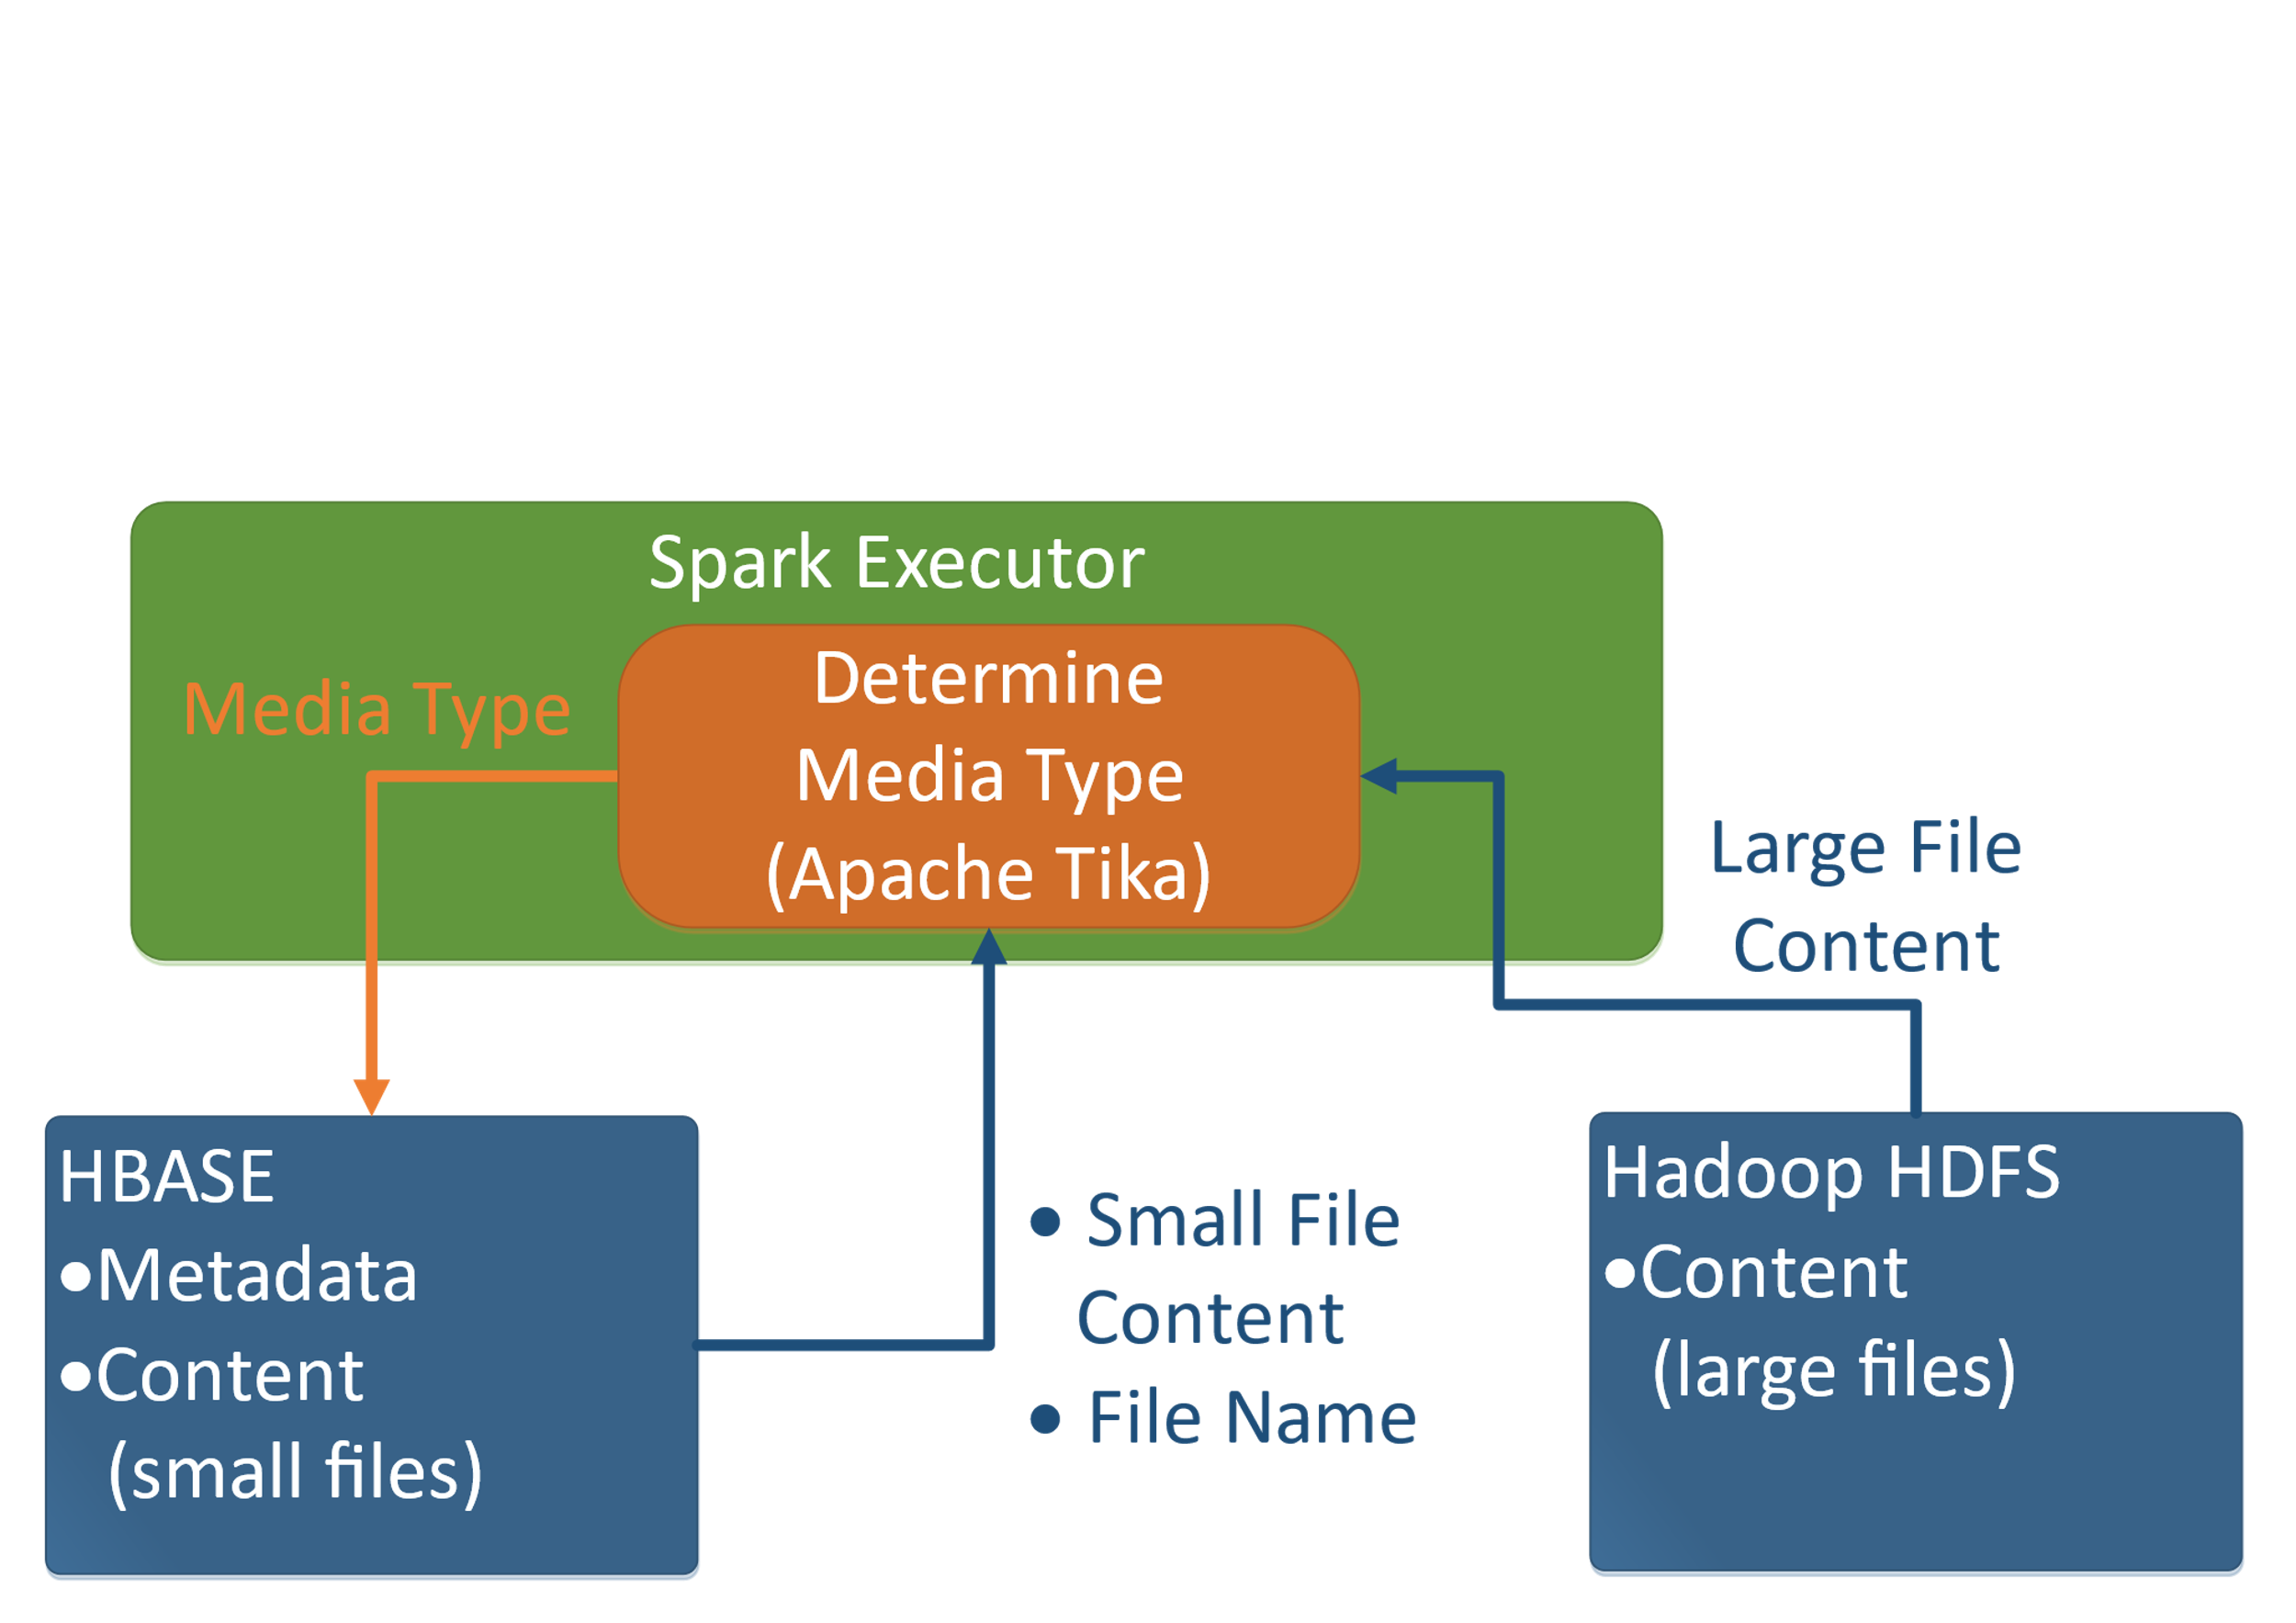 Spark Executor
Media Type
Determine
Media Type
(Apache Tika)
Large File
Content
HBASE
•Metadata
•Content
(small files)
• Small File
Content
• File Name
Hadoop HDFS
•Content
(large files)